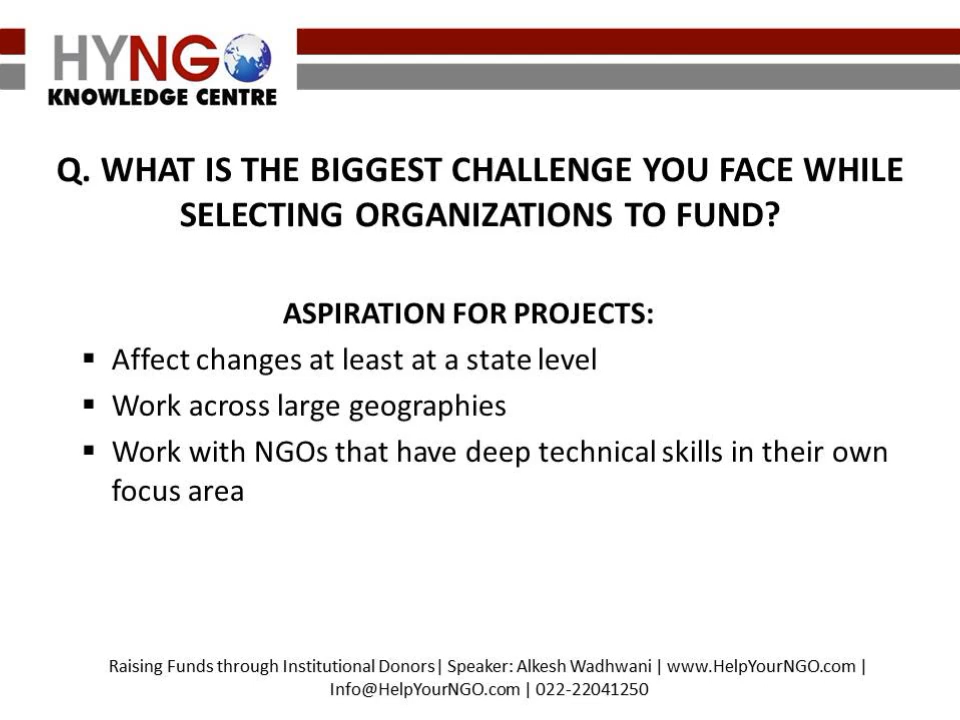 HYNGO
KNOWLEDGE CENTRE
Q. WHAT IS THE BIGGEST CHALLENGE YOU FACE WHILE
SELECTING ORGANIZATIONS TO FUND?
ASPIRATION FOR PROJECTS:
▪ Affect changes at least at a state level
▪ Work across large geographies
▪ Work with NGOs that have deep technical skills in their own
focus area
Raising Funds through Institutional Donors| Speaker: Alkesh Wadhwani | www.HelpYourNGO.com |
Info@HelpYourNGO.com | 022-22041250